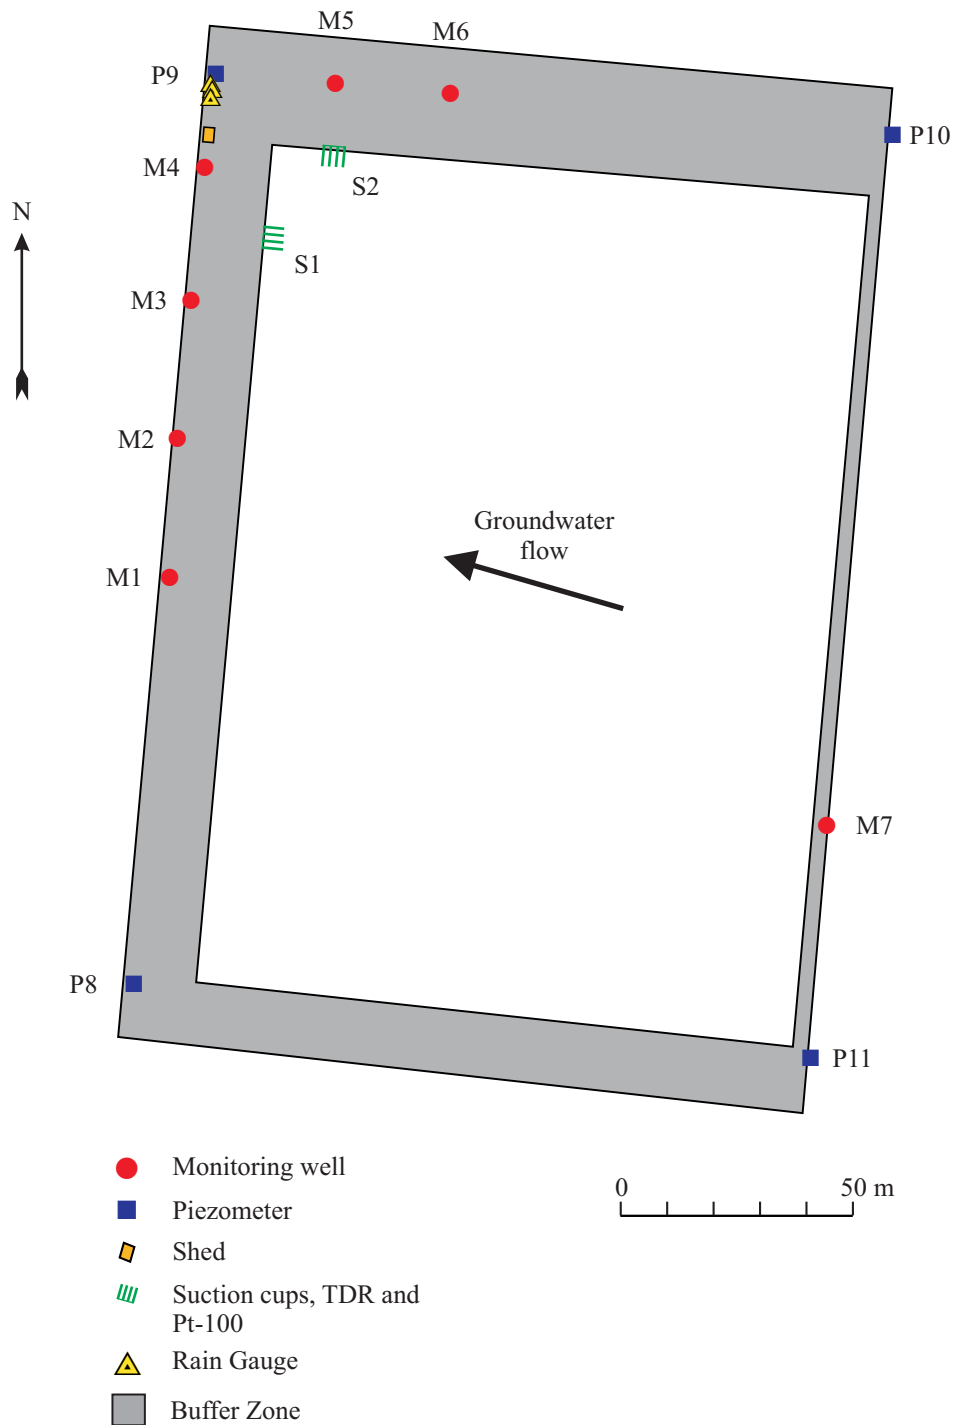 M5
M6
P9
P10
M4
S2
N
S1
M3
M2
Groundwater
flow
M1
M7
P8
P11
Monitoring well
0
50 m
Piezometer
Shed
Suction cups, TDR and
Pt-100
Rain Gauge
Buffer Zone